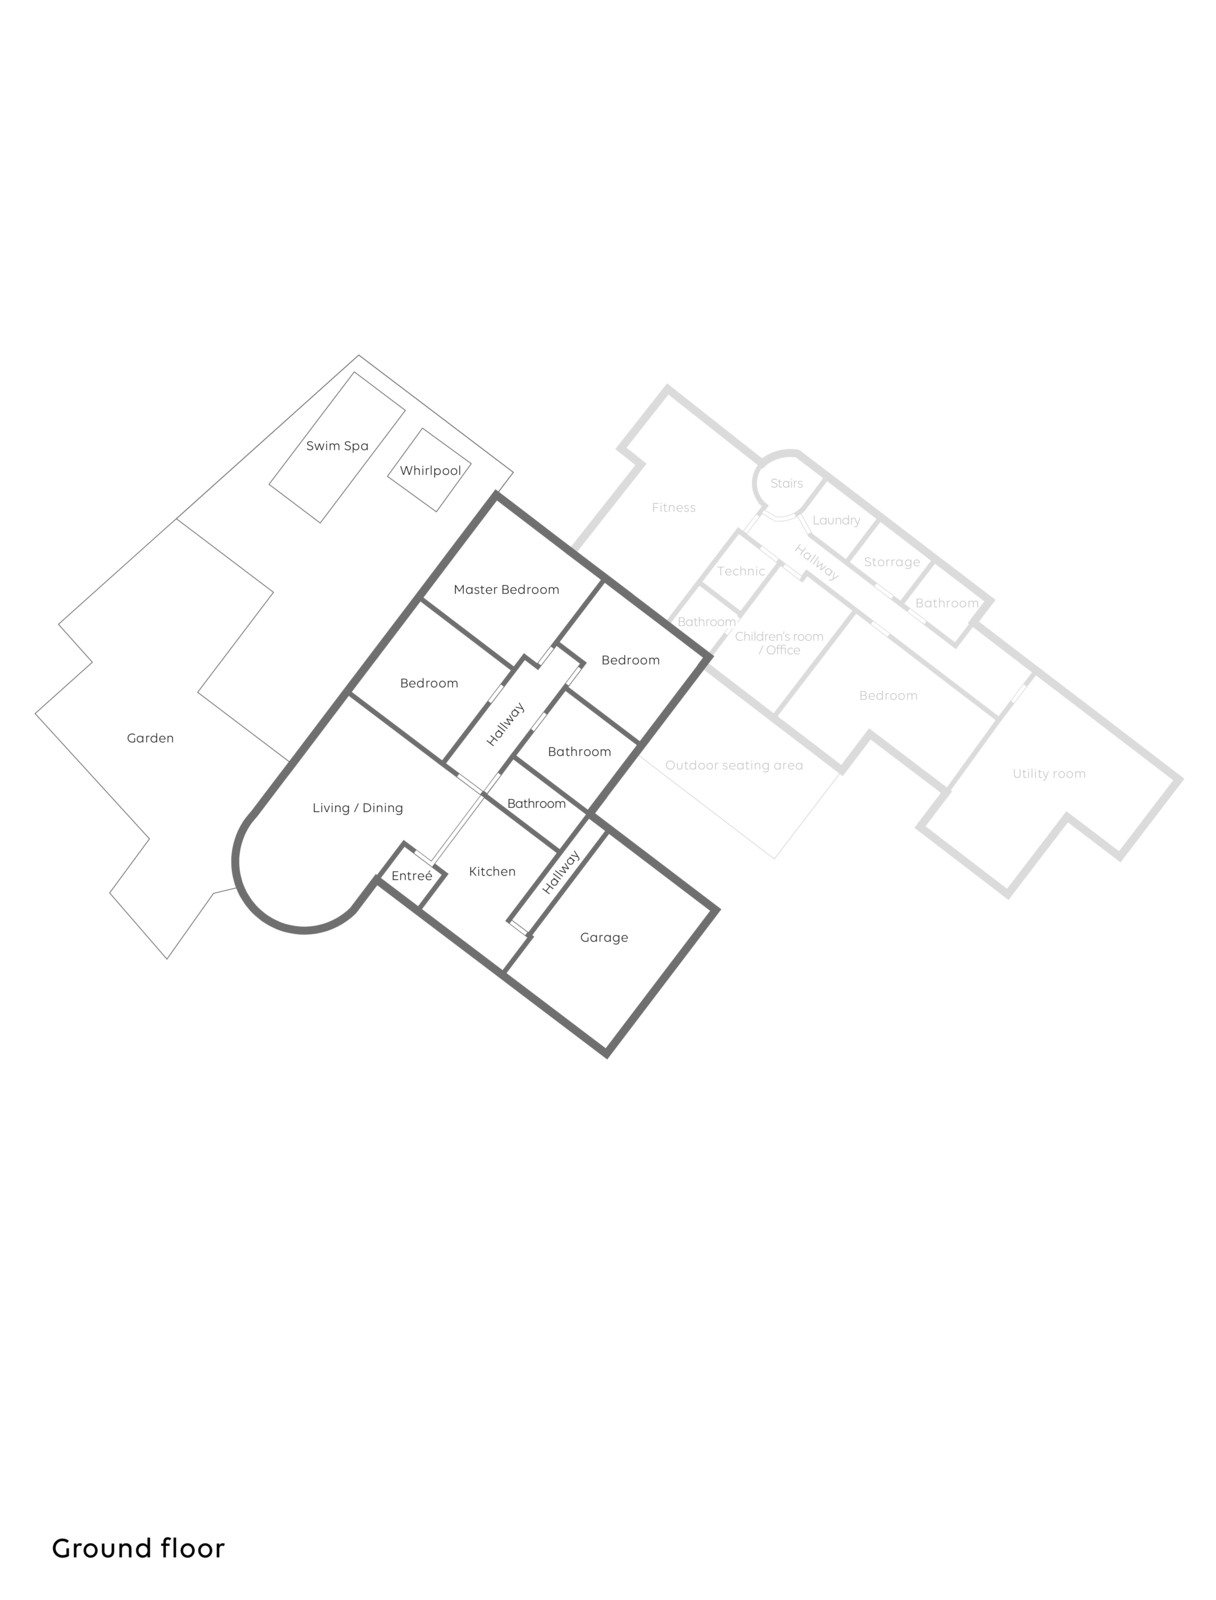 Swim Spa
Whirlpool
Stairs
Fitness
Laundry
Hallway
Storrage
Technic
Master Bedroom
Bathroom
Bathroom
Children's room
/ Office
Bedroom
Bedroom
Bedroom
Hallway
Garden
Bathroom
Outdoor seating area
Utility room
Living / Dining
Bathroom
Kitchen
Hallway
Entreé
Garage
Ground floor